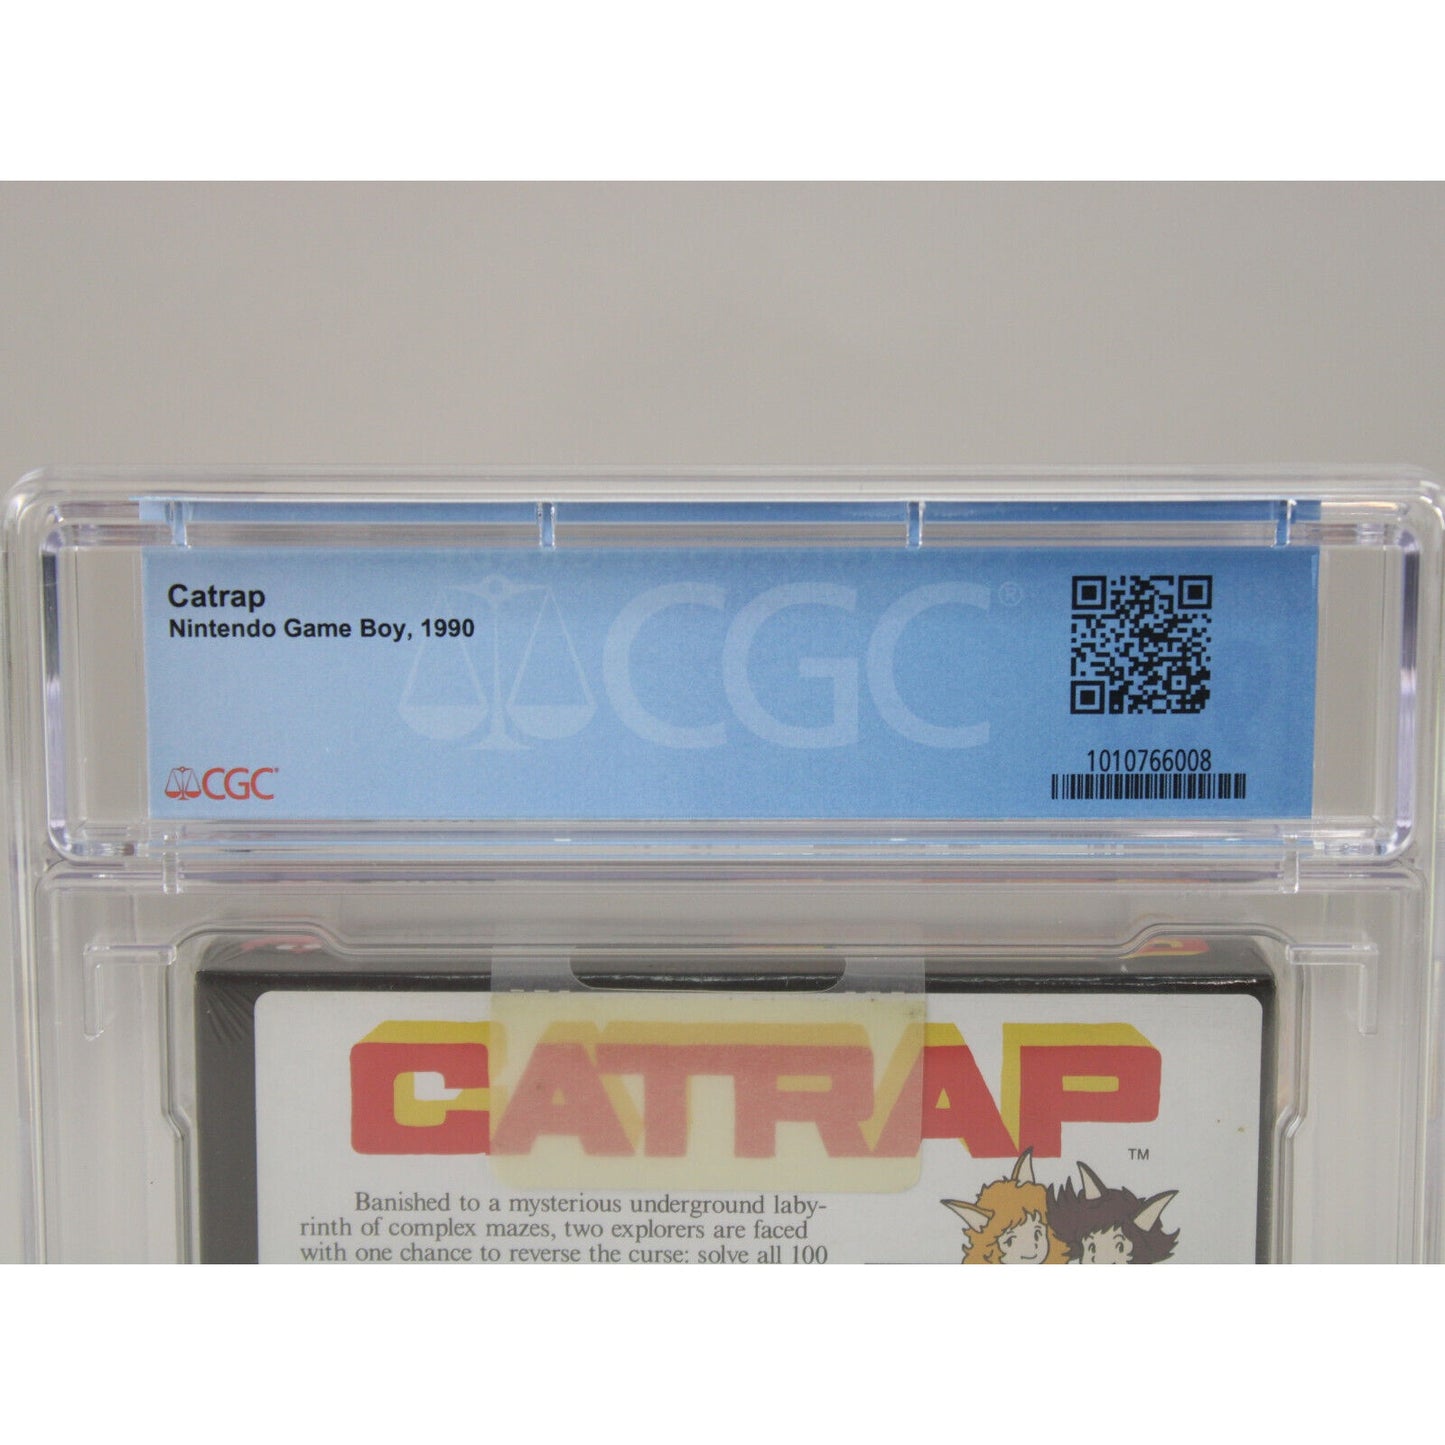 Catrap
Nintendo Game Boy, 1990
CGC®
CGC®
1010766008
CATRAP
TM
Banished to a mysterious underground laby-
rinth of complex mazes, two explorers are faced
with one chance to reverse the curse: solve all 100